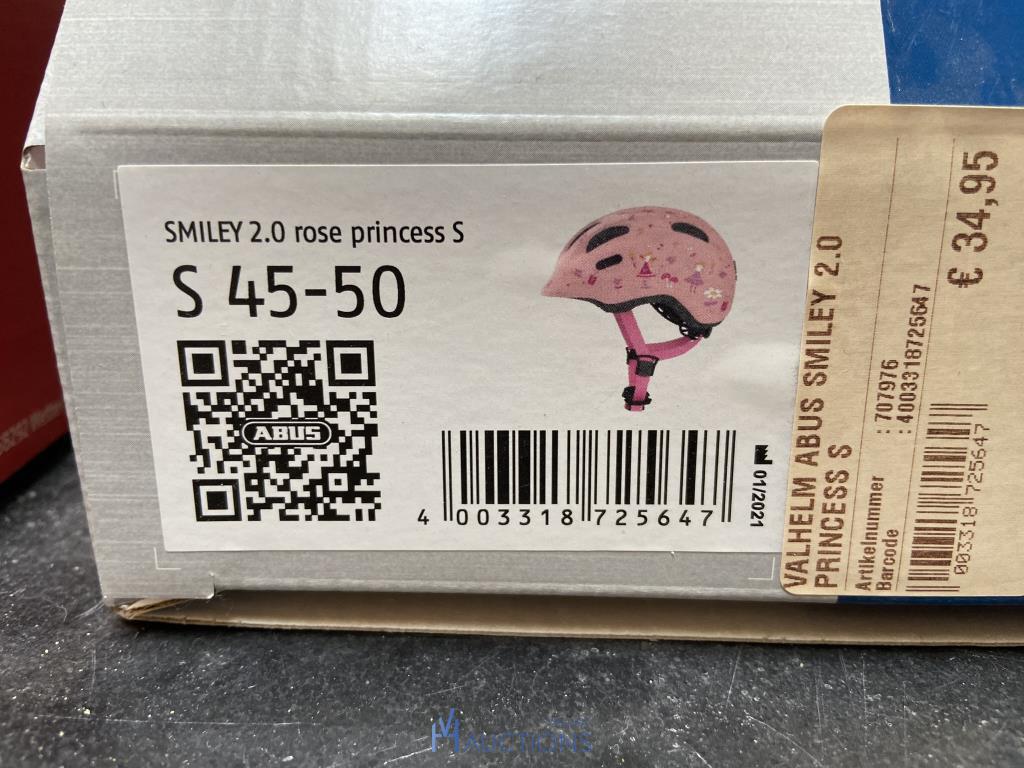 SMILEY 2.0 rose princess S
S 45-50
ABUS
4 003318 725647
01/2021
VALHELM ABUS SMILEY 2.0
PRINCESS S
Artikelnummer : 707976
Barcode : 4003318725647
003318725647
€ 34,95
AUCTIONS